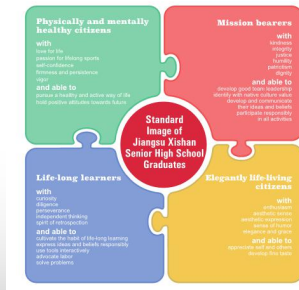 Physically and mentally
healthy citizens
with
love for life
passion for lifelong sports
self-confidence
firmness and persistence
vigor
and able to
pursue a healthy and active way of life
hold positive attitudes towards future
Mission bearers
with
kindness
integrity
justice
humility
patriotism
dignity
and able to
develop good team relationship
identify with native culture value
develop and communicate
their ideas and beliefs
participate responsibly
in all activities
Standard
Image of
Jiangsu Xishan
Senior High School
Graduates
Life-long learners
with
curiosity
diligence
perseverance
independent thinking
spirit of retrospection
and able to
cultivate the habit of life-long learning
express ideas and beliefs responsibly
use tools interactively
advocate labor
solve problems
Elegantly life-living
citizens
with
enthusiasm
aesthetic sense
aesthetic expression
sense of humor
elegance and grace
and able to
appreciate self and others
develop fine taste